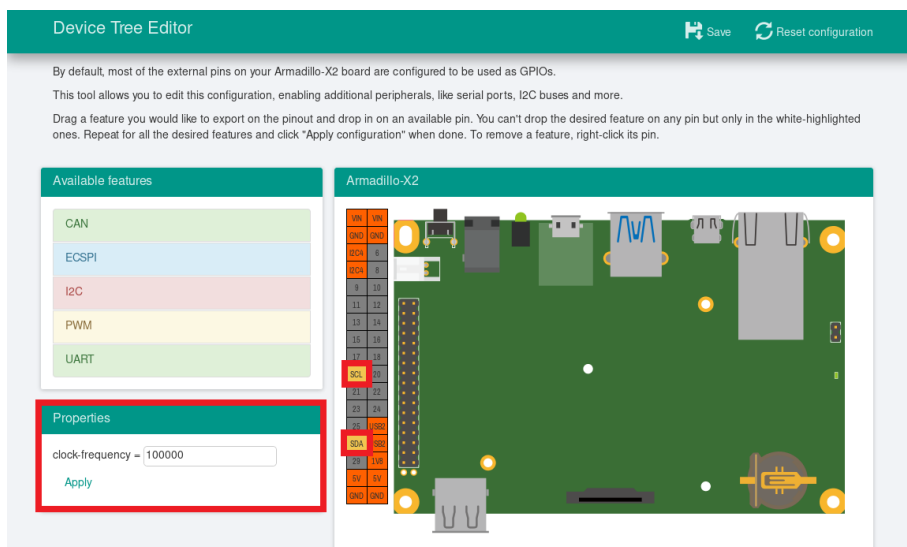 Device Tree Editor
Save
Reset configuration
By default, most of the external pins on your Armadillo-X2 board are configured to be used as GPIOs.
This tool allows you to edit this configuration, enabling additional peripherals, like serial ports, I2C buses and more.
Drag a feature you would like to export on the pinout and drop in on an available pin. You can't drop the desired feature on any pin but only in the white-highlighted
ones. Repeat for all the desired features and click "Apply configuration" when done. To remove a feature, right-click its pin.
Available features
CAN
ECSPI
I2C
PWM
UART
Properties
clock-frequency = 100000
Apply
Armadillo-X2
VIN VIN
GND GND
I2C4 6
I2C4 8
9 10
11 12
13 14
15 16
17 18
SCL 20
21 22
23 24
25 USB2
SDA
29 1V8
5V 5V
GND GND